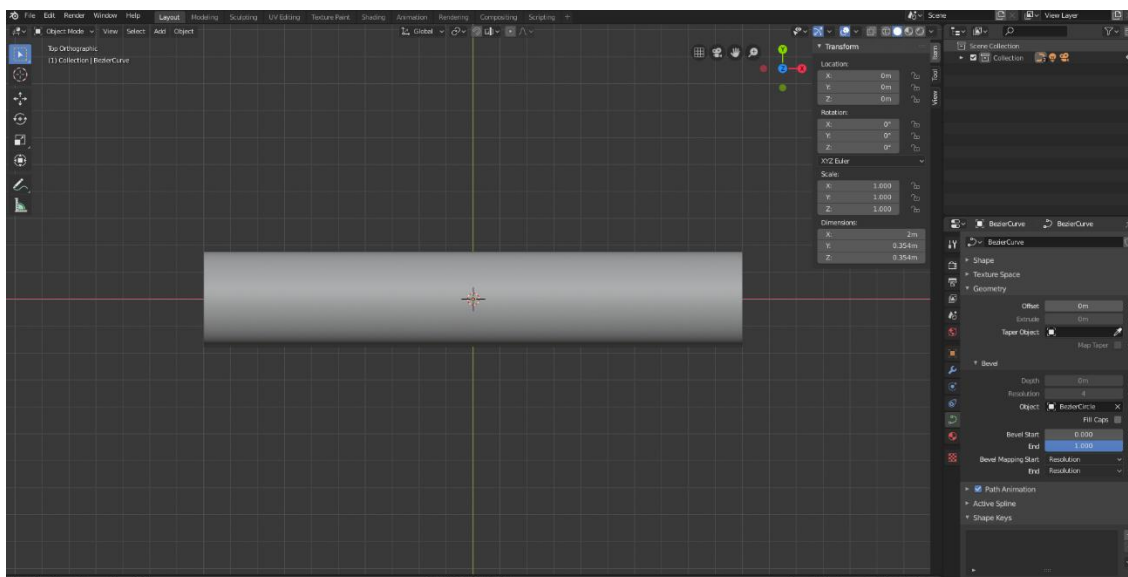 File Edit Render Window Help Layout Modeling Sculpting UV Editing Texture Paint Shading Animation Rendering Compositing Scripting + Scene View Layer
Object Mode View Select Add Object Global
Top Orthographic
(1) Collection | BezierCurve
Y
Z
X
Item
Tool
View
Transform
Location:
X: 0m
Y: 0m
Z: 0m
Rotation:
X: 0°
Y: 0°
Z: 0°
XYZ Euler
Scale:
X: 1.000
Y: 1.000
Z: 1.000
Dimensions:
X: 2m
Y: 0.354m
Z: 0.354m
Scene Collection
Collection
BezierCurve BezierCurve
BezierCurve
Shape
Texture Space
Geometry
Offset 0m
Extrude 0m
Taper Object
Map Taper
Bevel
Depth 0m
Resolution 4
Object BezierCircle
Fill Caps
Bevel Start 0.000
End 1.000
Bevel Mapping Start Resolution
End Resolution
Path Animation
Active Spline
Shape Keys